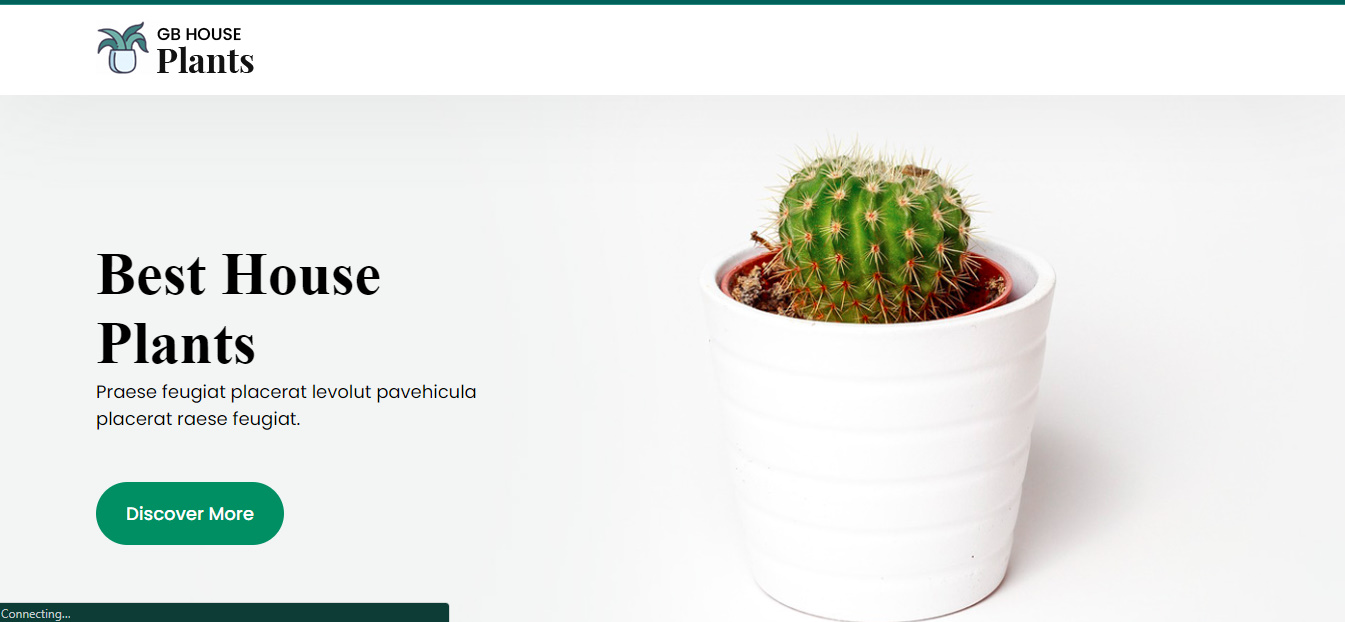 GB HOUSE
Plants
Best House
Plants
Praese feugiat placerat levolut pavehicula
placerat raese feugiat.
Discover More
Connecting...